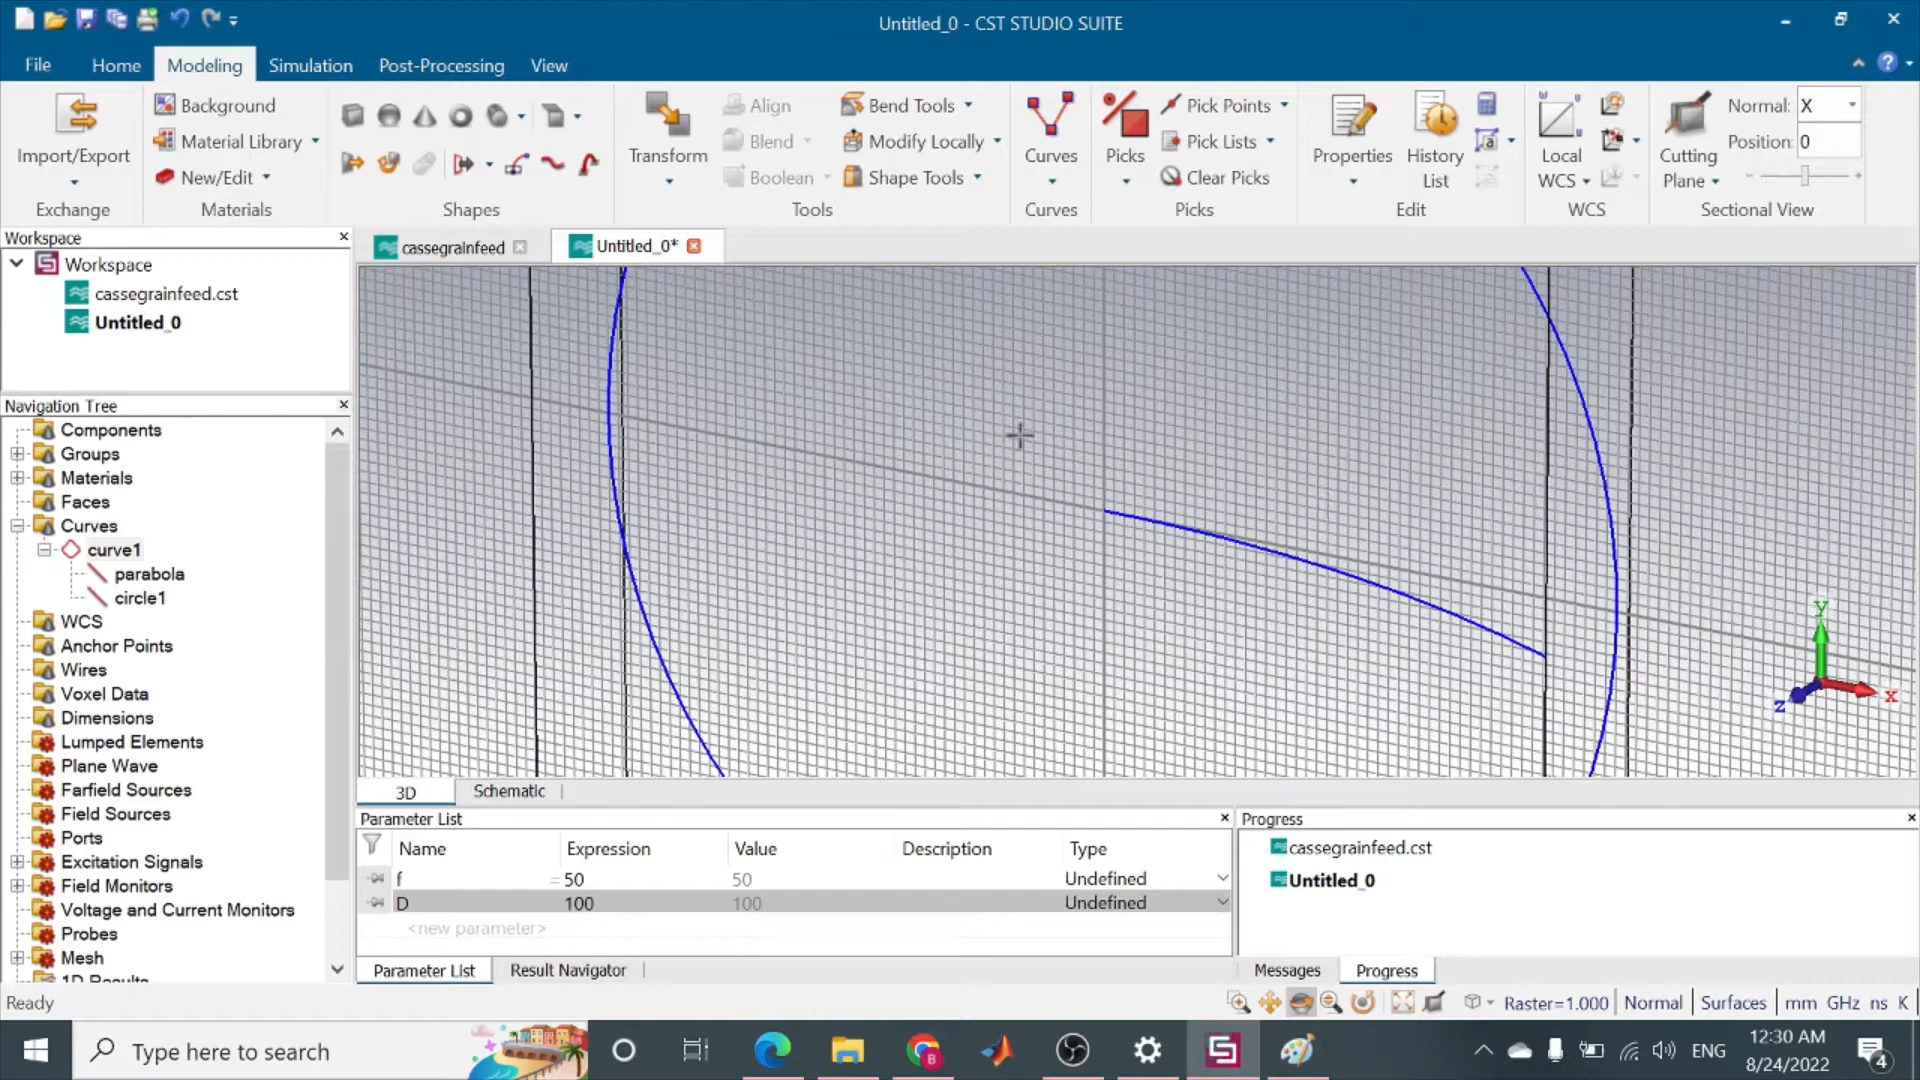 Untitled_0 - CST STUDIO SUITE
File Home Modeling Simulation Post-Processing View
Import/Export
Exchange
Background
Material Library
New/Edit
Materials
Shapes
Transform
Align
Blend
Boolean
Bend Tools
Modify Locally
Shape Tools
Tools
Curves
Curves
Picks
Pick Points
Pick Lists
Clear Picks
Picks
Properties
History List
Edit
Local WCS
WCS
Cutting Plane
Normal: X
Position: 0
Sectional View
Workspace
Workspace
cassegrainfeed.cst
Untitled_0
cassegrainfeed
Untitled_0*
Navigation Tree
Components
Groups
Materials
Faces
Curves
curve1
parabola
circle1
WCS
Anchor Points
Wires
Voxel Data
Dimensions
Lumped Elements
Plane Wave
Farfield Sources
Field Sources
Ports
Excitation Signals
Field Monitors
Voltage and Current Monitors
Probes
Mesh
1D Results
y
x
z
3D Schematic
Parameter List
Name Expression Value Description Type
f = 50 50 Undefined
D 100 100 Undefined
<new parameter>
Parameter List Result Navigator
Progress
cassegrainfeed.cst
Untitled_0
Messages Progress
Ready
Raster=1.000 Normal Surfaces mm GHz ns K
Type here to search
ENG
12:30 AM
8/24/2022
4